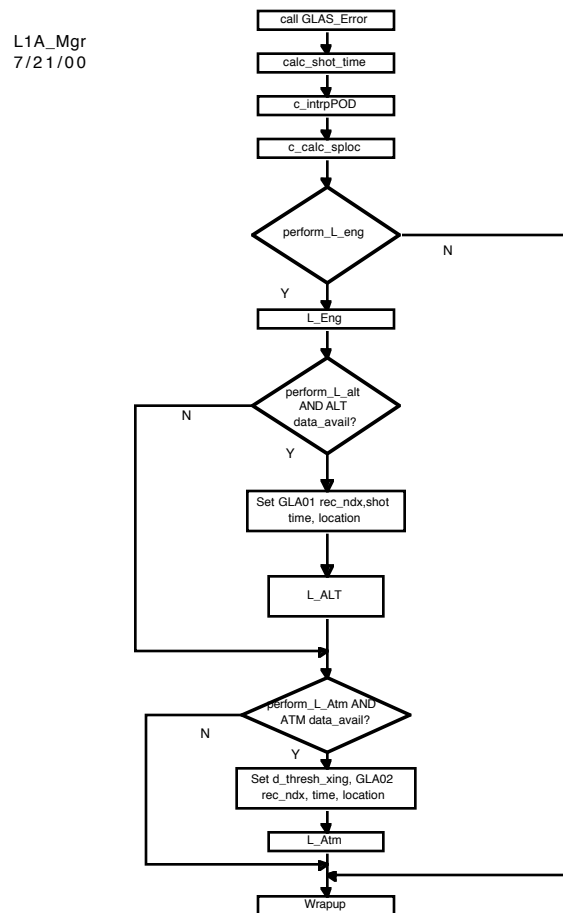 L1A_Mgr
7/21/00
call GLAS_Error
calc_shot_time
c_intrpPOD
c_calc_sploc
perform_L_eng
N
Y
L_Eng
perform_L_alt
AND ALT
data_avail?
N
Y
Set GLA01 rec_ndx,shot
time, location
L_ALT
perform_L_Atm AND
ATM data_avail?
N
Y
Set d_thresh_xing, GLA02
rec_ndx, time, location
L_Atm
Wrapup